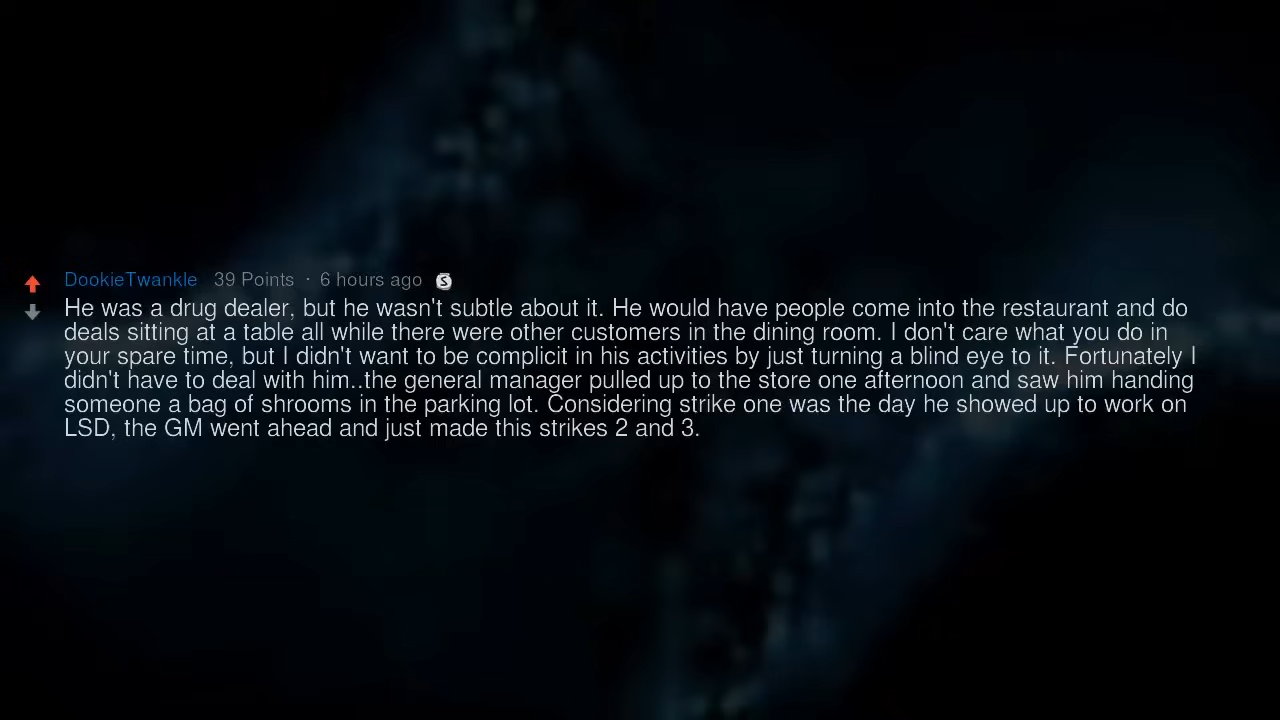 DookieTwankle 39 Points · 6 hours ago S
He was a drug dealer, but he wasn't subtle about it. He would have people come into the restaurant and do
deals sitting at a table all while there were other customers in the dining room. I don't care what you do in
your spare time, but I didn't want to be complicit in his activities by just turning a blind eye to it. Fortunately I
didn't have to deal with him..the general manager pulled up to the store one afternoon and saw him handing
someone a bag of shrooms in the parking lot. Considering strike one was the day he showed up to work on
LSD, the GM went ahead and just made this strikes 2 and 3.